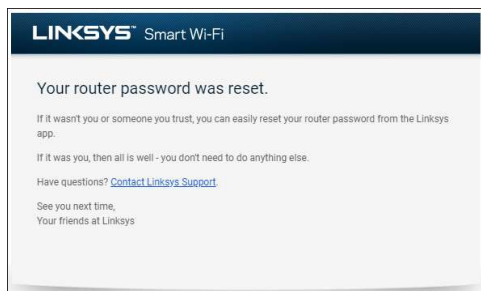 LINKSYS™ Smart Wi-Fi
Your router password was reset.
If it wasn't you or someone you trust, you can easily reset your router password from the Linksys
app.
If it was you, then all is well - you don't need to do anything else.
Have questions? Contact Linksys Support.
See you next time,
Your friends at Linksys